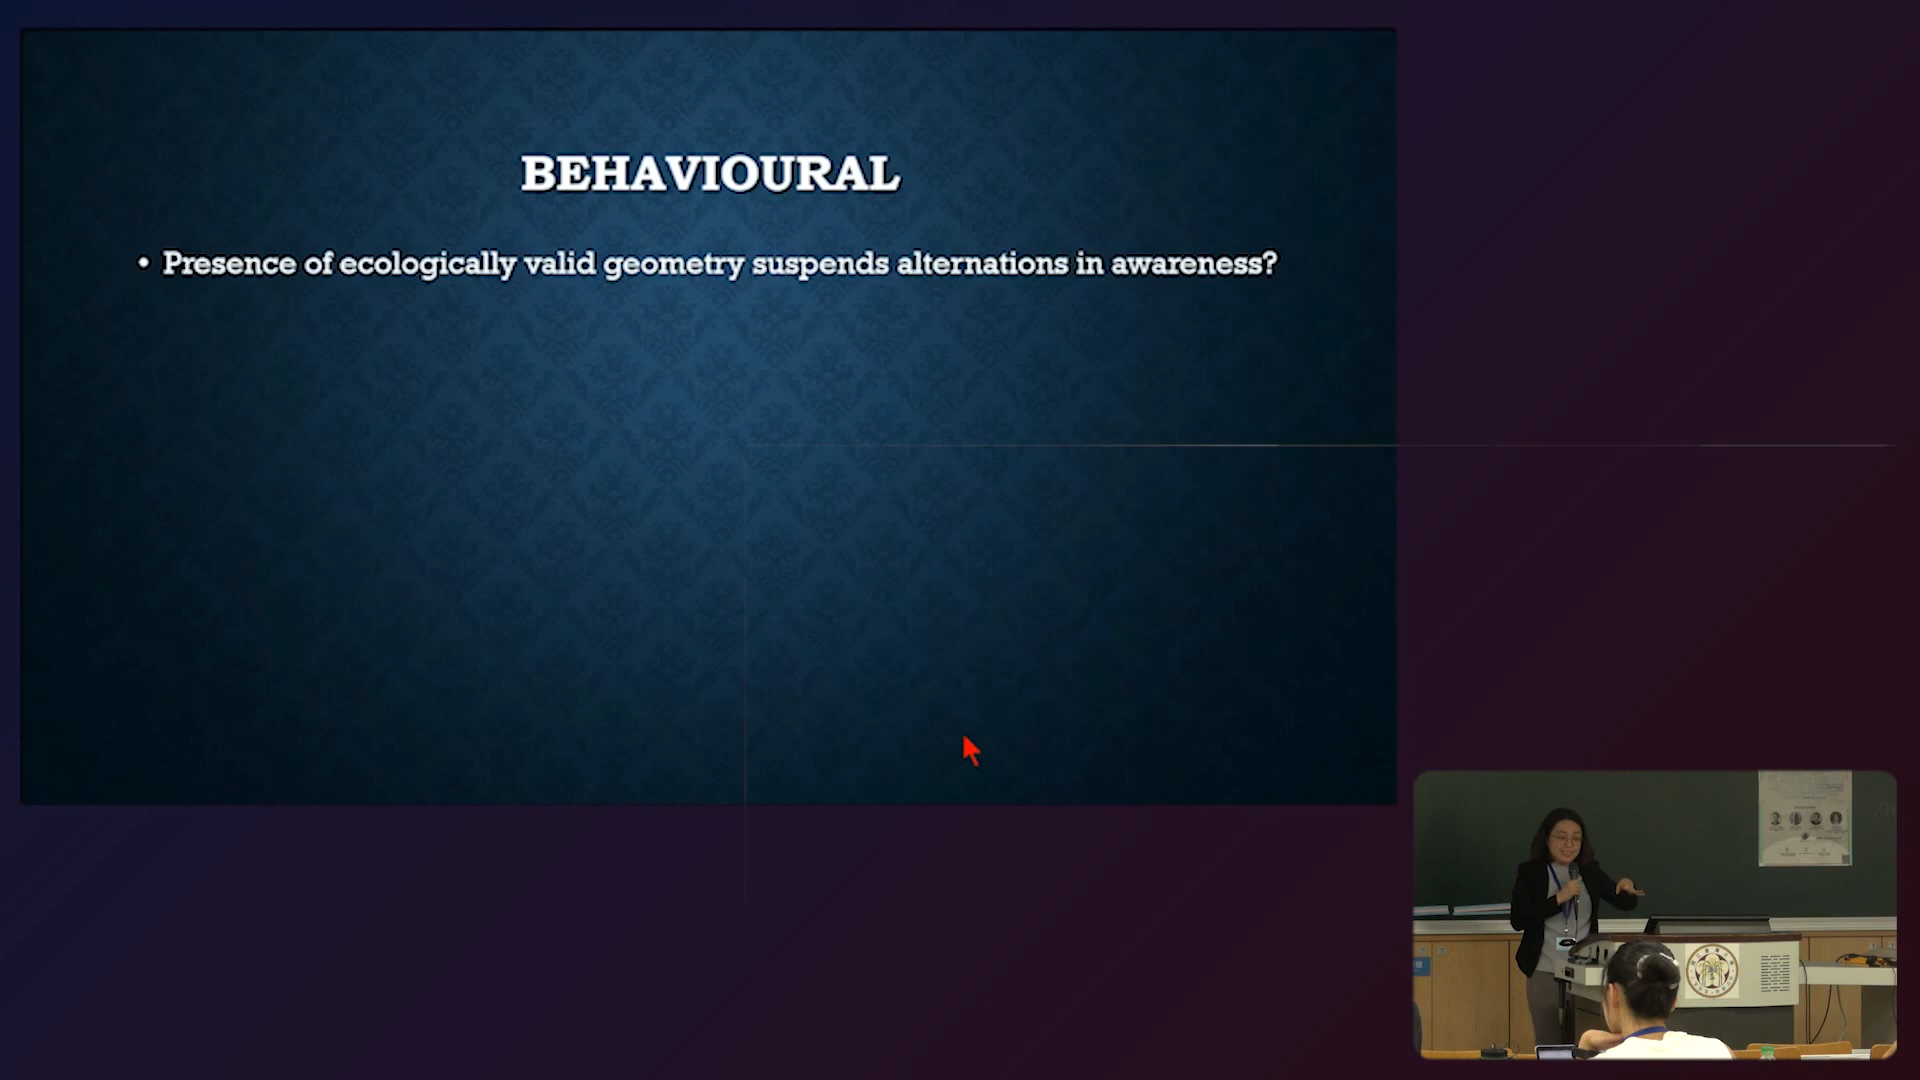 BEHAVIOURAL
• Presence of ecologically valid geometry suspends alternations in awareness?